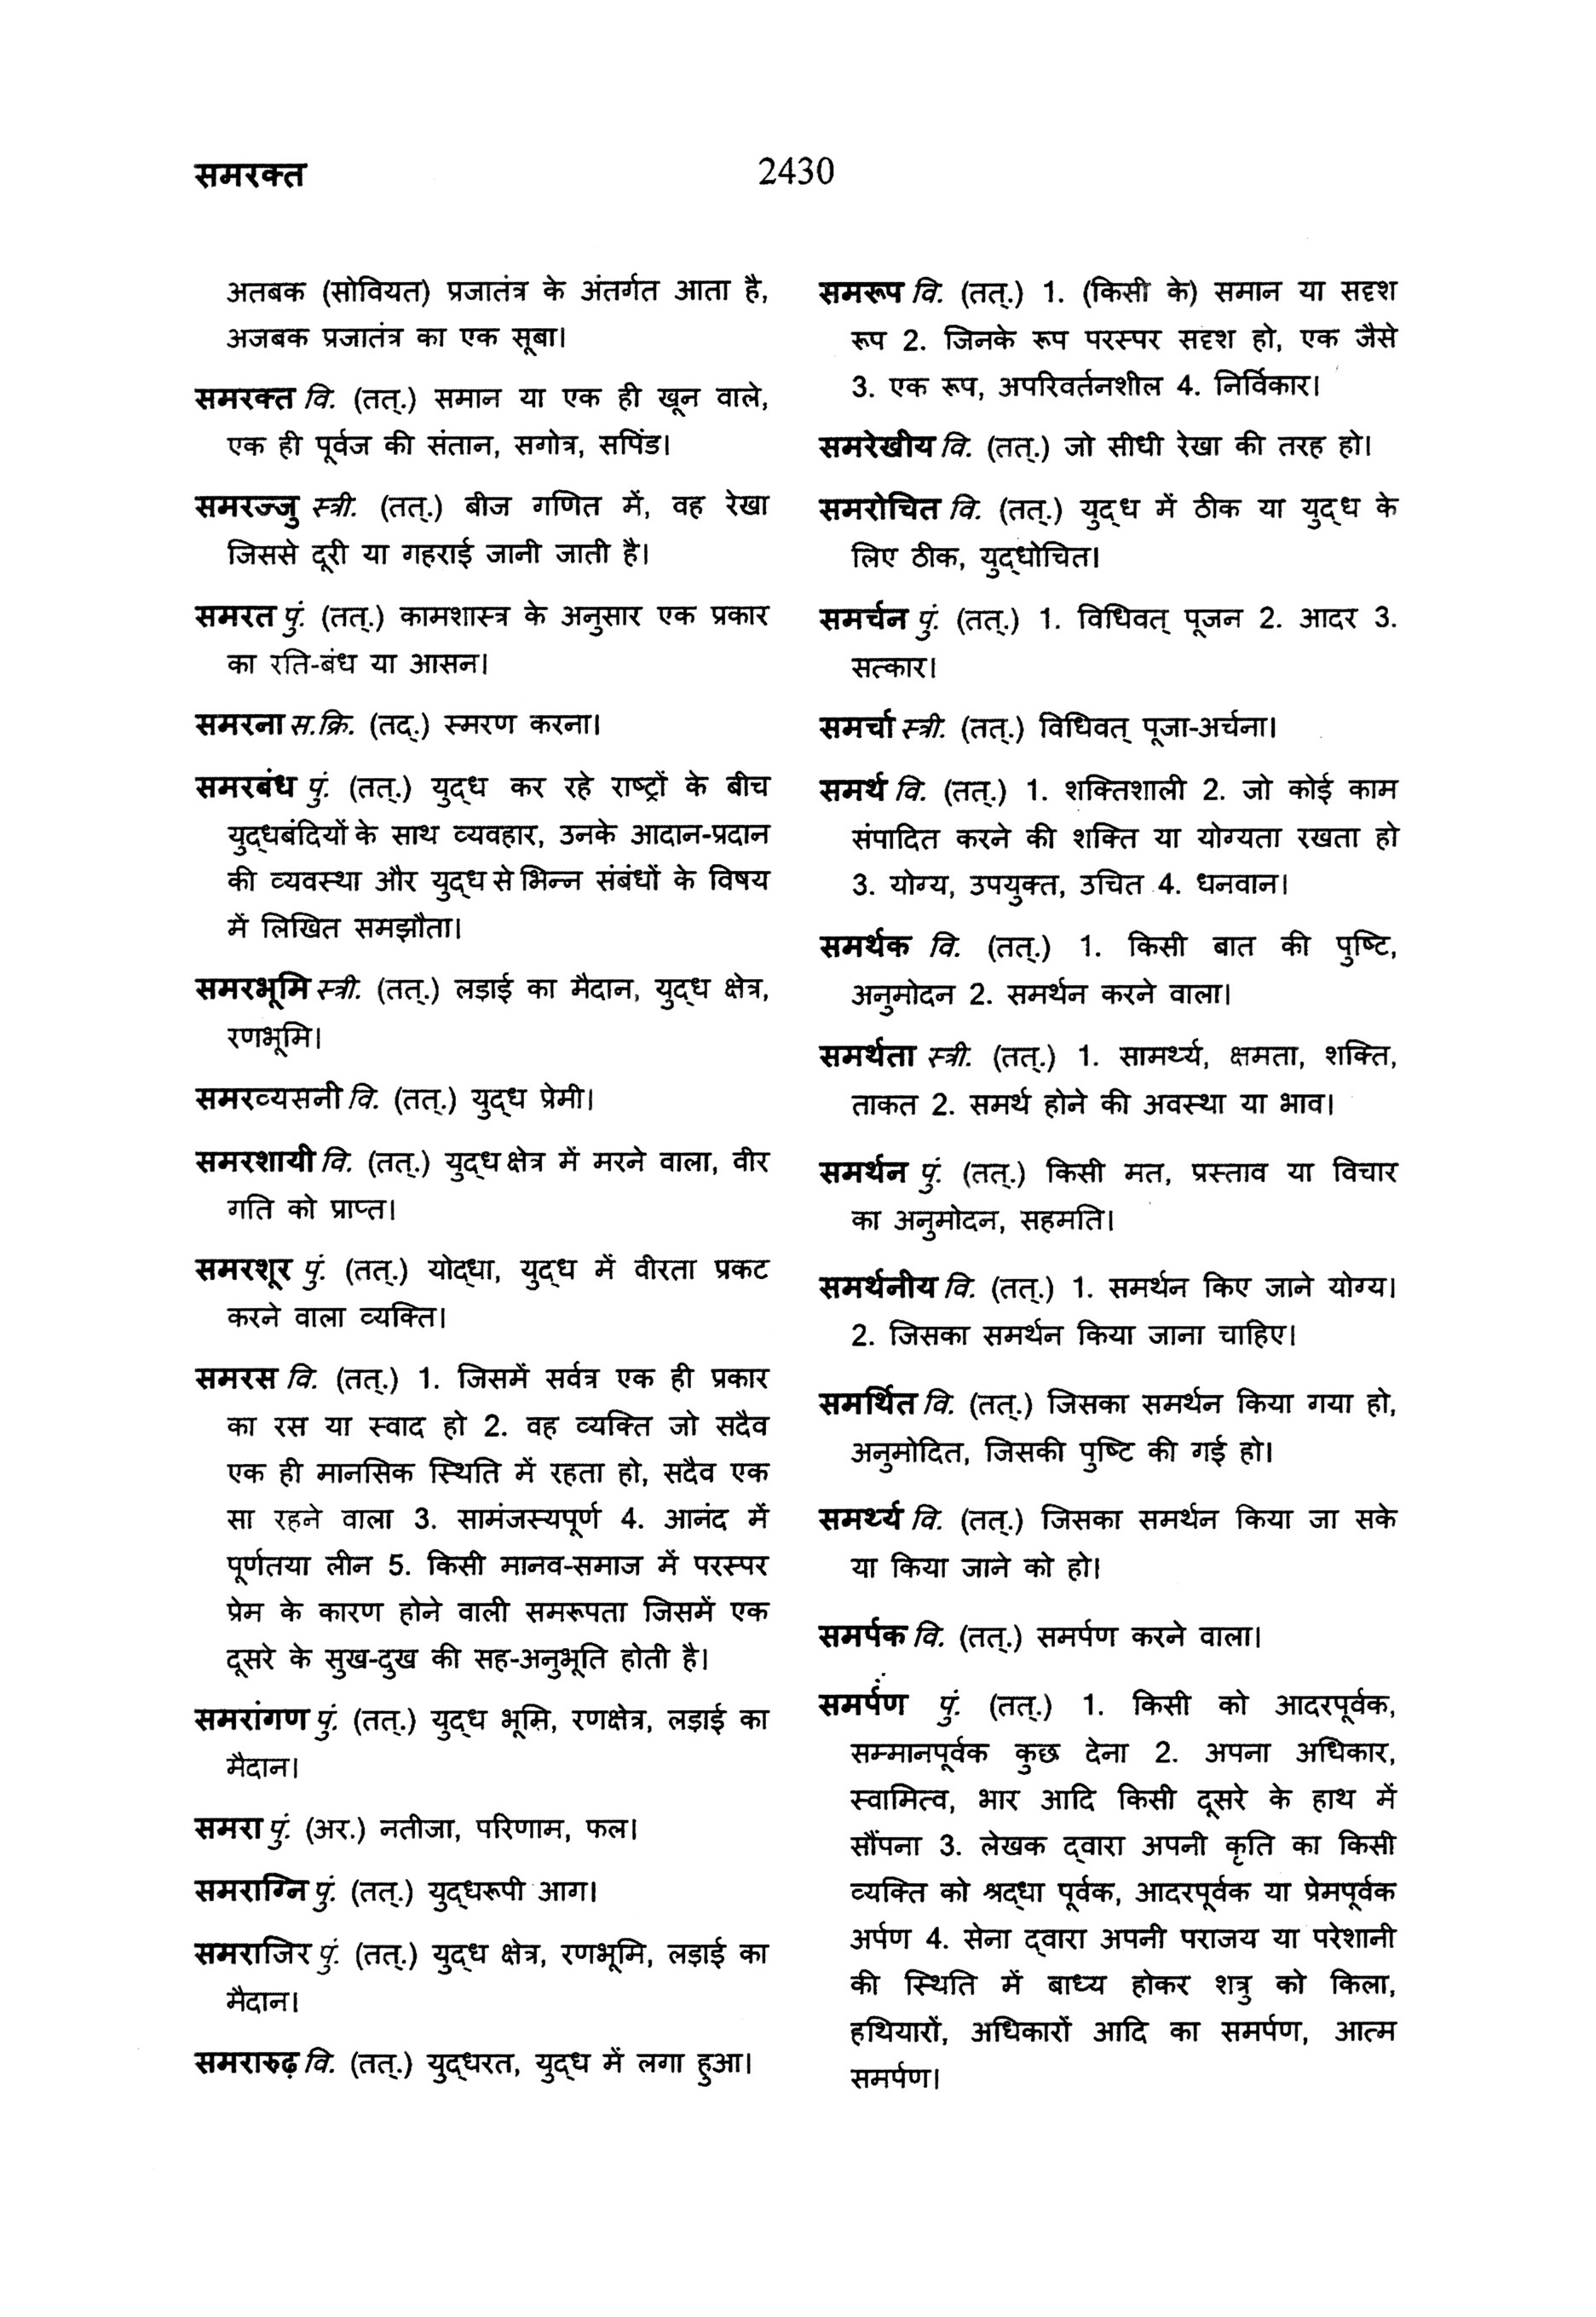 समरक्त
2430
अतबक (सोवियत) प्रजातंत्र के अंतर्गत आता है,
अजबक प्रजातंत्र का एक सूबा।
समरक्त वि. (तत्.) समान या एक ही खून वाले,
एक ही पूर्वज की संतान, सगोत्र, सपिंड।
समरज्जु स्त्री. (तत्.) बीज गणित में, वह रेखा
जिससे दूरी या गहराई जानी जाती है।
समरत पुं. (तत्.) कामशास्त्र के अनुसार एक प्रकार
का रति-बंध या आसन।
समरना स.क्रि. (तद्.) स्मरण करना।
समरबंध पुं. (तत्.) युद्ध कर रहे राष्ट्रों के बीच
युद्धबंदियों के साथ व्यवहार, उनके आदान-प्रदान
की व्यवस्था और युद्ध से भिन्न संबंधों के विषय
में लिखित समझौता।
समरभूमि स्त्री. (तत्.) लड़ाई का मैदान, युद्ध क्षेत्र,
रणभूमि।
समरव्यसनी वि. (तत्.) युद्ध प्रेमी।
समरशायी वि. (तत्.) युद्ध क्षेत्र में मरने वाला, वीर
गति को प्राप्त।
समरशूर पुं. (तत्.) योद्धा, युद्ध में वीरता प्रकट
करने वाला व्यक्ति।
समरस वि. (तत्.) 1. जिसमें सर्वत्र एक ही प्रकार
का रस या स्वाद हो 2. वह व्यक्ति जो सदैव
एक ही मानसिक स्थिति में रहता हो, सदैव एक
सा रहने वाला 3. सामंजस्यपूर्ण 4. आनंद में
पूर्णतया लीन 5. किसी मानव-समाज में परस्पर
प्रेम के कारण होने वाली समरूपता जिसमें एक
दूसरे के सुख-दुख की सह-अनुभूति होती है।
समरांगण पुं. (तत्.) युद्ध भूमि, रणक्षेत्र, लड़ाई का
मैदान।
समरा पुं. (अर.) नतीजा, परिणाम, फल।
समराग्नि पुं. (तत्.) युद्धरूपी आग।
समराजिर पुं. (तत्.) युद्ध क्षेत्र, रणभूमि, लड़ाई का
मैदान।
समरारुढ़ वि. (तत्.) युद्धरत, युद्ध में लगा हुआ।
समरूप वि. (तत्.) 1. (किसी के) समान या सदृश
रूप 2. जिनके रूप परस्पर सदृश हो, एक जैसे
3. एक रूप, अपरिवर्तनशील 4. निर्विकार।
समरेखीय वि. (तत्.) जो सीधी रेखा की तरह हो।
समरोचित वि. (तत्.) युद्ध में ठीक या युद्ध के
लिए ठीक, युद्धोचित।
समर्चन पुं. (तत्.) 1. विधिवत् पूजन 2. आदर 3.
सत्कार।
समर्चा स्त्री. (तत्.) विधिवत् पूजा-अर्चना।
समर्थ वि. (तत्.) 1. शक्तिशाली 2. जो कोई काम
संपादित करने की शक्ति या योग्यता रखता हो
3. योग्य, उपयुक्त, उचित 4. धनवान।
समर्थक वि. (तत्.) 1. किसी बात की पुष्टि,
अनुमोदन 2. समर्थन करने वाला।
समर्थता स्त्री. (तत्.) 1. सामर्थ्य, क्षमता, शक्ति,
ताकत 2. समर्थ होने की अवस्था या भाव।
समर्थन पुं. (तत्.) किसी मत, प्रस्ताव या विचार
का अनुमोदन, सहमति।
समर्थनीय वि. (तत्.) 1. समर्थन किए जाने योग्य।
2. जिसका समर्थन किया जाना चाहिए।
समर्थित वि. (तत्.) जिसका समर्थन किया गया हो,
अनुमोदित, जिसकी पुष्टि की गई हो।
समर्थ्य वि. (तत्.) जिसका समर्थन किया जा सके
या किया जाने को हो।
समर्पक वि. (तत्.) समर्पण करने वाला।
समर्पण पुं. (तत्.) 1. किसी को आदरपूर्वक,
सम्मानपूर्वक कुछ देना 2. अपना अधिकार,
स्वामित्व, भार आदि किसी दूसरे के हाथ में
सौंपना 3. लेखक द्वारा अपनी कृति का किसी
व्यक्ति को श्रद्धा पूर्वक, आदरपूर्वक या प्रेमपूर्वक
अर्पण 4. सेना द्वारा अपनी पराजय या परेशानी
की स्थिति में बाध्य होकर शत्रु को किला,
हथियारों, अधिकारों आदि का समर्पण, आत्म
समर्पण।